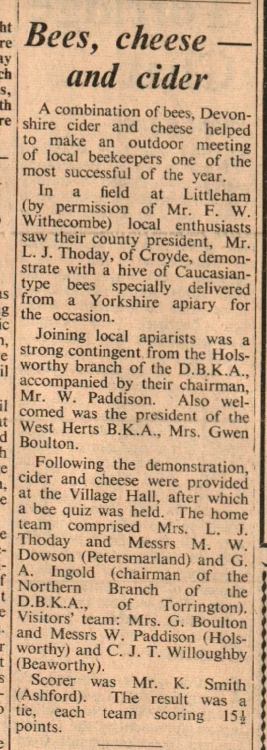 Bees, cheese —
and cider
A combination of bees, Devon-
shire cider and cheese helped
to make an outdoor meeting
of local beekeepers one of the
most successful of the year.
In a field at Littleham
(by permission of Mr. F. W.
Withecombe) local enthusiasts
saw their county president, Mr.
L. J. Thoday, of Croyde, demon-
strate with a hive of Caucasian-
type bees specially delivered
from a Yorkshire apiary for
the occasion.
Joining local apiarists was a
strong contingent from the Hols-
worthy branch of the D.B.K.A.,
accompanied by their chairman,
Mr. W. Paddison. Also wel-
comed was the president of the
West Herts B.K.A., Mrs. Gwen
Boulton.
Following the demonstration,
cider and cheese were provided
at the Village Hall, after which
a bee quiz was held. The home
team comprised Mrs. L. J.
Thoday and Messrs M. W.
Dowson (Petersmarland) and G.
A. Ingold (chairman of the
Northern Branch of the
D.B.K.A., of Torrington).
Visitors' team: Mrs. G. Boulton
and Messrs W. Paddison (Hols-
worthy) and C. J. T. Willoughby
(Beaworthy).
Scorer was Mr. K. Smith
(Ashford). The result was a
tie, each team scoring 15½
points.